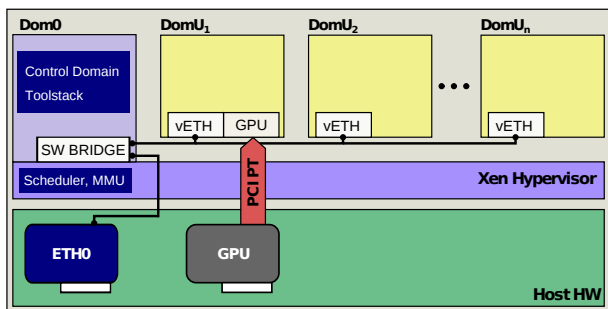 Dom0
DomU1
DomU2
DomUn
Control Domain
Toolstack
vETH
GPU
vETH
vETH
SW BRIDGE
Scheduler, MMU
PCI PT
Xen Hypervisor
ETH0
GPU
Host HW